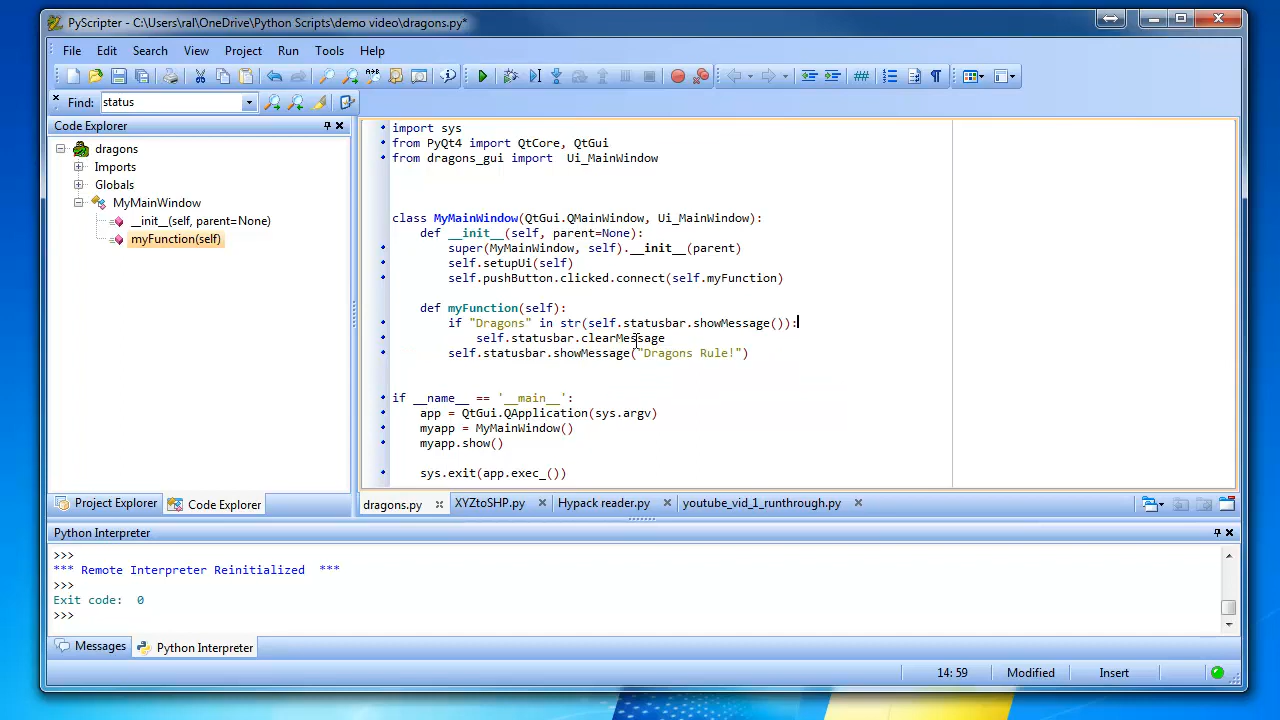 PyScripter - C:\Users\ral\OneDrive\Python Scripts\demo video\dragons.py*
File Edit Search View Project Run Tools Help
Find: status
Code Explorer
dragons
Imports
Globals
MyMainWindow
__init__(self, parent=None)
myFunction(self)
import sys
from PyQt4 import QtCore, QtGui
from dragons_gui import  Ui_MainWindow
class MyMainWindow(QtGui.QMainWindow, Ui_MainWindow):
    def __init__(self, parent=None):
        super(MyMainWindow, self).__init__(parent)
        self.setupUi(self)
        self.pushButton.clicked.connect(self.myFunction)
    def myFunction(self):
        if "Dragons" in str(self.statusbar.showMessage()):
            self.statusbar.clearMessage
        self.statusbar.showMessage("Dragons Rule!")
if __name__ == '__main__':
    app = QtGui.QApplication(sys.argv)
    myapp = MyMainWindow()
    myapp.show()
    sys.exit(app.exec_())
Project Explorer Code Explorer
dragons.py XYZtoSHP.py Hypack reader.py youtube_vid_1_runthrough.py
Python Interpreter
>>>
*** Remote Interpreter Reinitialized  ***
>>>
Exit code:  0
>>>
Messages Python Interpreter
14: 59 Modified Insert